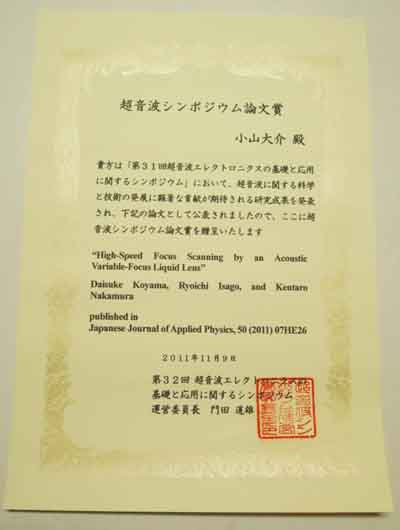 超音波シンポジウム論文賞
小山大介 殿
貴方は「第31回超音波エレクトロニクスの基礎と応用
に関するシンポジウム」において、超音波に関する科学
と技術の発展に顕著な貢献が期待される研究成果を発表
され、下記の論文として公表されましたので、ここに超
音波シンポジウム論文賞を贈呈いたします
“High-Speed Focus Scanning by an Acoustic
Variable-Focus Liquid Lens”
Daisuke Koyama, Ryoichi Isago, and Kentaro
Nakamura
published in
Japanese Journal of Applied Physics, 50 (2011) 07HE26
2011年11月9日
第32回 超音波エレクトロニクスの
基礎と応用に関するシンポジウム
運営委員長 門田 道雄